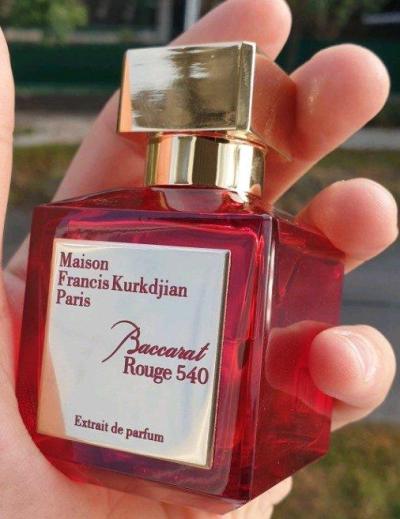 Maison
Francis Kurkdjian
Paris
Baccarat
Rouge 540
Extrait de parfum